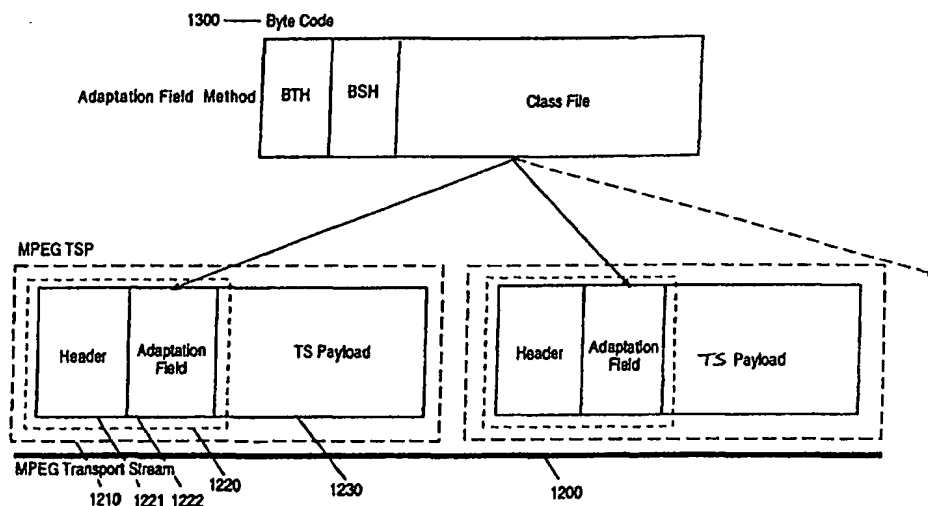 1300 Byte Code
Adaptation Field Method
BTH
BSH
Class File
MPEG TSP
Header
Adaptation
Field
TS Payload
Header
Adaptation
Field
TS Payload
MPEG Transport Stream
1210
1221
1222
1220
1230
1200